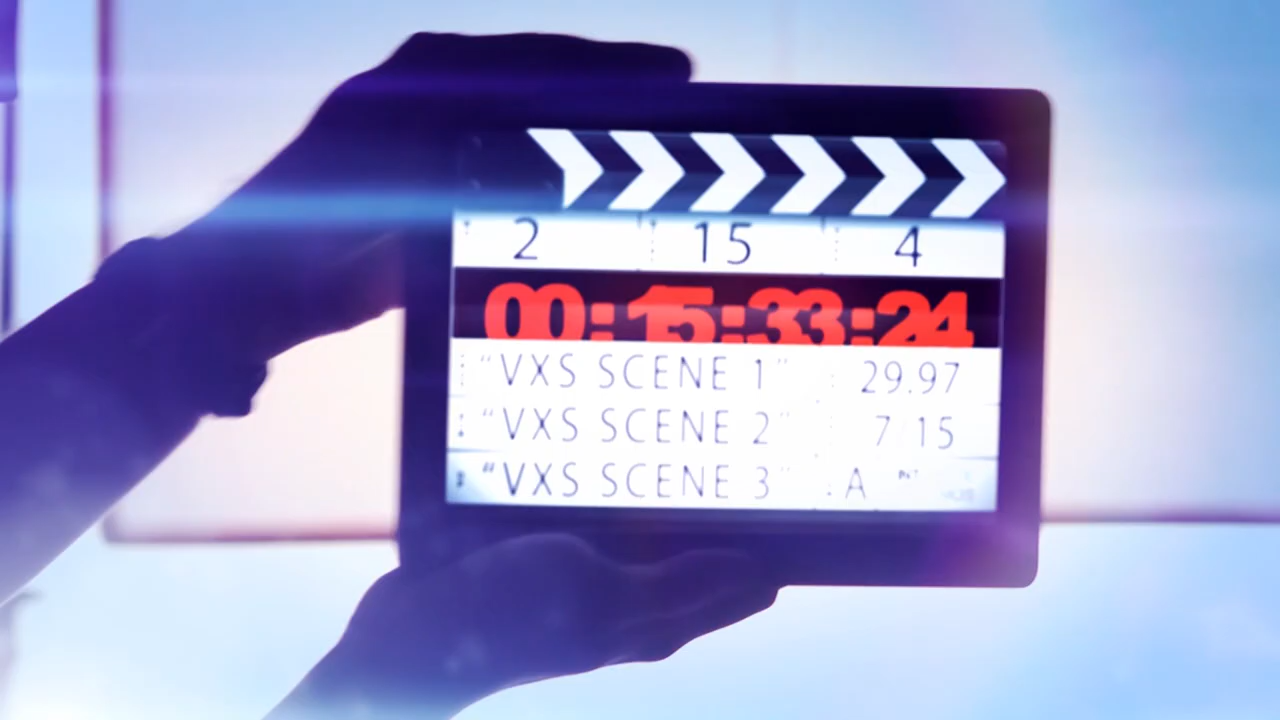 2 15 4
00:15:33:24
"VXS SCENE 1" 29.97
"VXS SCENE 2" 7 15
"VXS SCENE 3" A